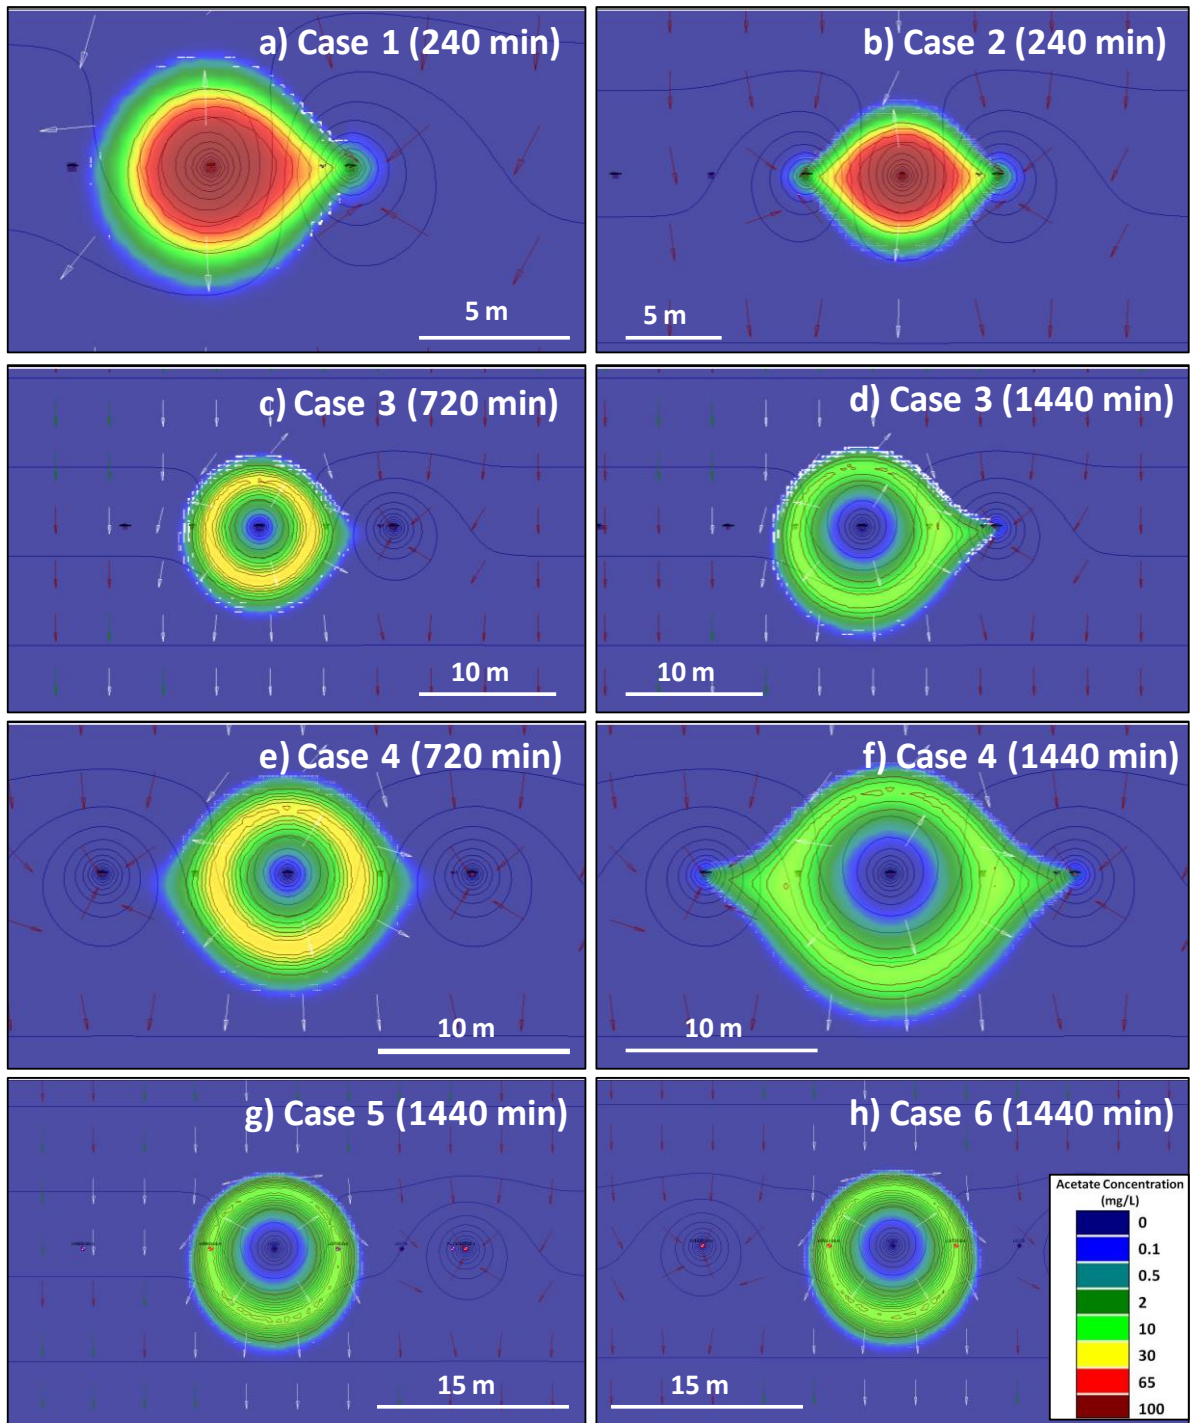 a) Case 1 (240 min)
5 m
b) Case 2 (240 min)
5 m
c) Case 3 (720 min)
10 m
d) Case 3 (1440 min)
10 m
e) Case 4 (720 min)
10 m
f) Case 4 (1440 min)
10 m
g) Case 5 (1440 min)
15 m
h) Case 6 (1440 min)
15 m
Acetate Concentration
(mg/L)
0
0.1
0.5
2
10
30
65
100